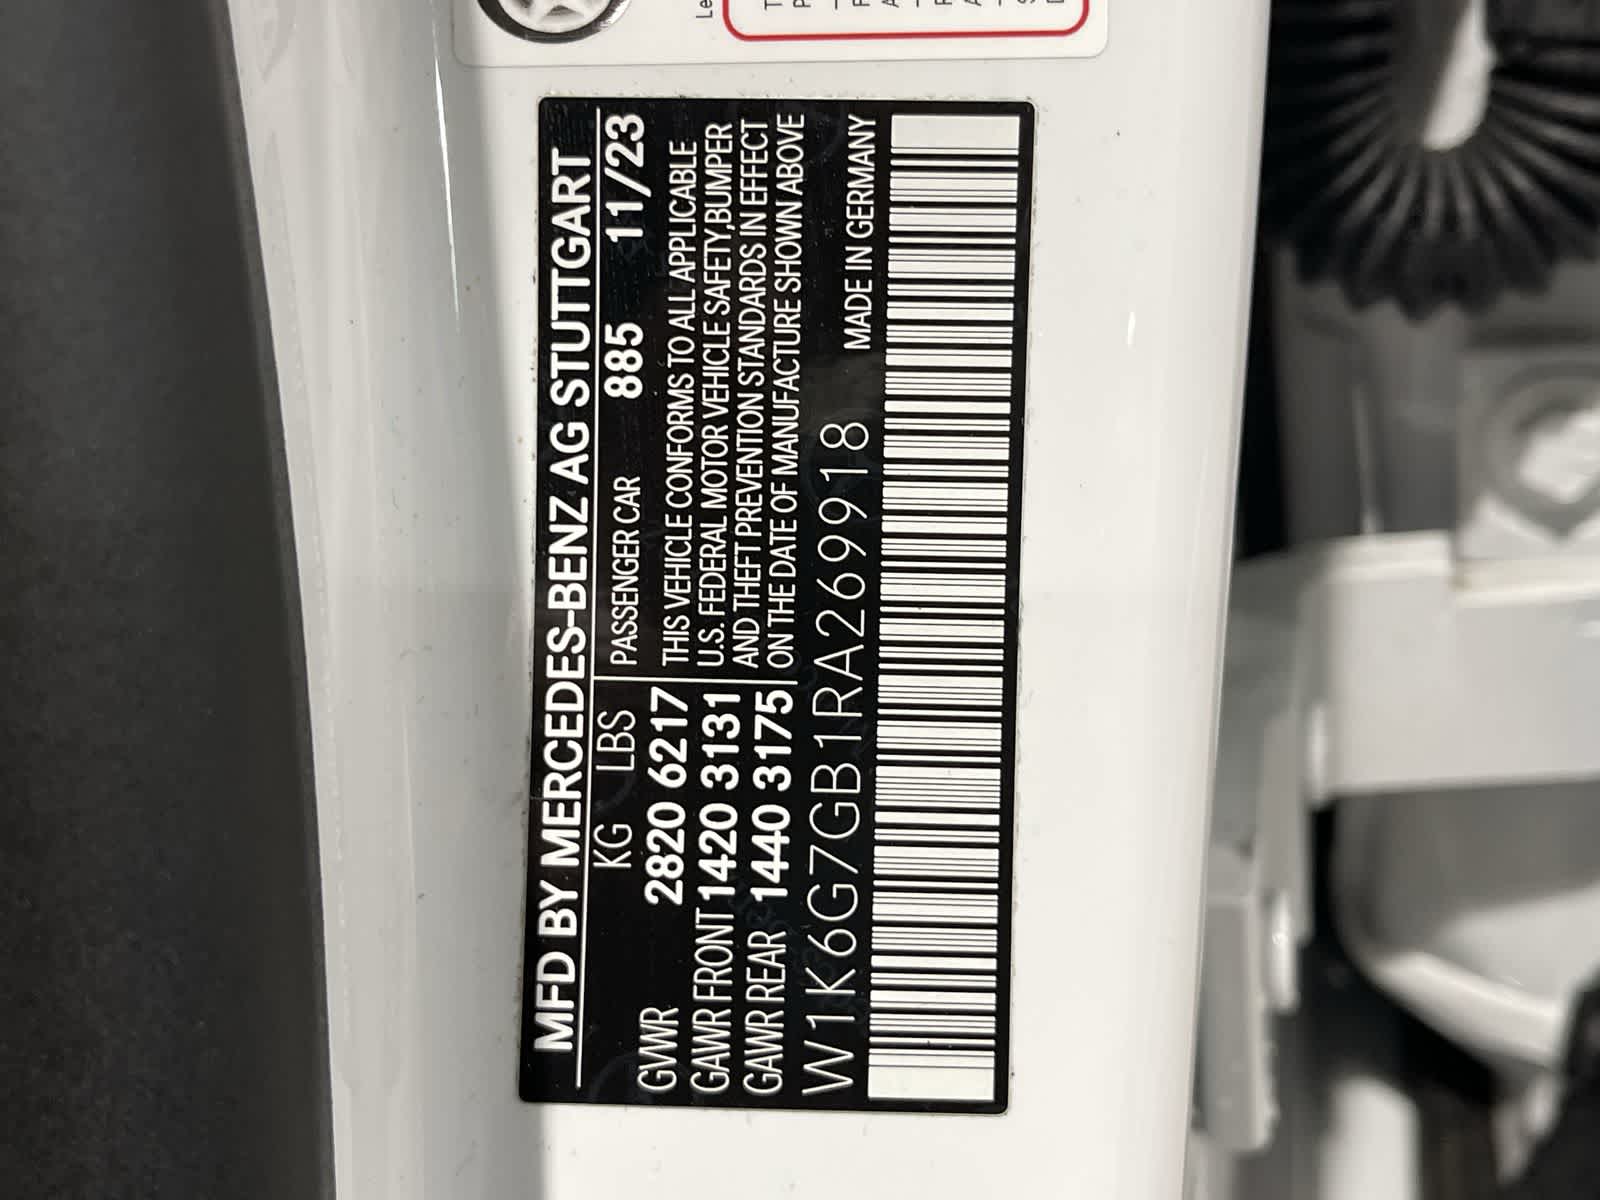 MFD BY MERCEDES-BENZ AG STUTTGART
KG LBS
GVWR 2820 6217
GAWR FRONT 1420 3131
GAWR REAR 1440 3175
PASSENGER CAR 885 11/23
THIS VEHICLE CONFORMS TO ALL APPLICABLE
U.S. FEDERAL MOTOR VEHICLE SAFETY,BUMPER
AND THEFT PREVENTION STANDARDS IN EFFECT
ON THE DATE OF MANUFACTURE SHOWN ABOVE
W1K6G7GB1RA269918 MADE IN GERMANY